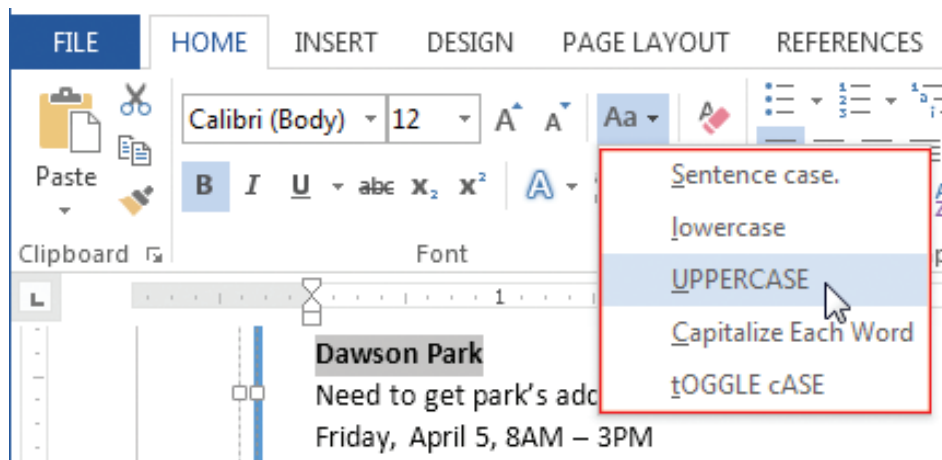 FILE HOME INSERT DESIGN PAGE LAYOUT REFERENCES
Calibri (Body) 12 A A Aa
Paste B I U abc X₂ X² A
Clipboard Font
Sentence case.
lowercase
UPPERCASE
Capitalize Each Word
tOGGLE cASE
L 1
Dawson Park
Need to get park's
Friday, April 5, 8AM – 3PM